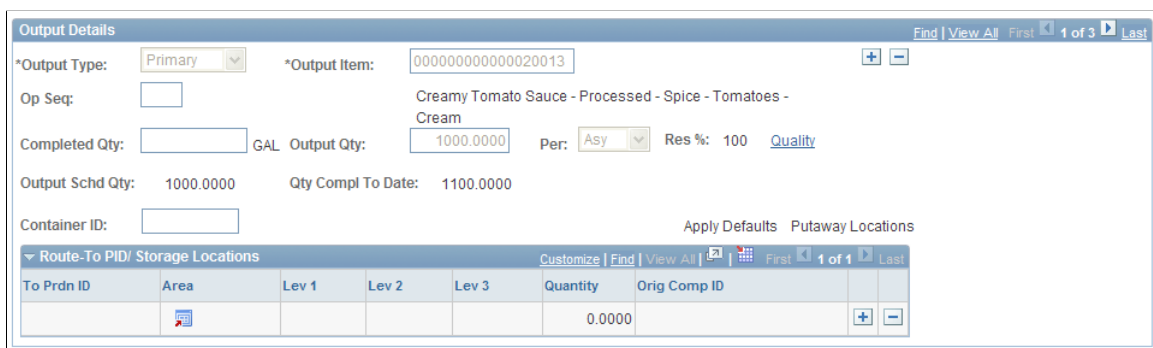 Output Details Find | View All First 1 of 3 Last
*Output Type: Primary *Output Item: 000000000000020013
Op Seq: Creamy Tomato Sauce - Processed - Spice - Tomatoes -
Cream
Completed Qty: GAL Output Qty: 1000.0000 Per: Asy Res %: 100 Quality
Output Schd Qty: 1000.0000 Qty Compl To Date: 1100.0000
Container ID: Apply Defaults Putaway Locations
Route-To PID/ Storage Locations Customize | Find | View All | | First 1 of 1 Last
To Prdn ID Area Lev 1 Lev 2 Lev 3 Quantity Orig Comp ID
0.0000